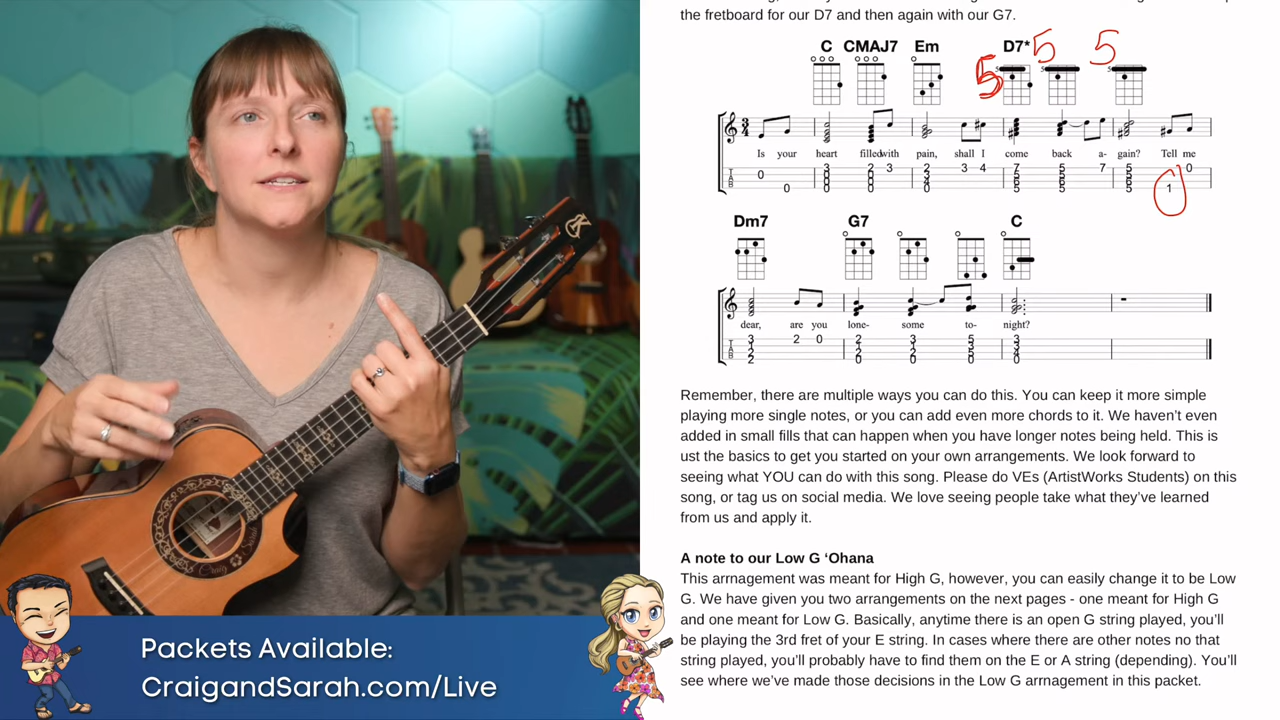 the fretboard for our D7 and then again with our G7.
C CMAJ7 Em D7*
5 5 5
Is your heart filledwith pain, shall I come back a- gain? Tell me
Dm7 G7 C
dear, are you lone- some to- night?
Remember, there are multiple ways you can do this. You can keep it more simple
playing more single notes, or you can add even more chords to it. We haven't even
added in small fills that can happen when you have longer notes being held. This is
ust the basics to get you started on your own arrangements. We look forward to
seeing what YOU can do with this song. Please do VEs (ArtistWorks Students) on this
song, or tag us on social media. We love seeing people take what they've learned
from us and apply it.
A note to our Low G ‘Ohana
This arrnagement was meant for High G, however, you can easily change it to be Low
G. We have given you two arrangements on the next pages - one meant for High G
and one meant for Low G. Basically, anytime there is an open G string played, you'll
be playing the 3rd fret of your E string. In cases where there are other notes no that
string played, you'll probably have to find them on the E or A string (depending). You'll
see where we've made those decisions in the Low G arrnagement in this packet.
Packets Available:
CraigandSarah.com/Live